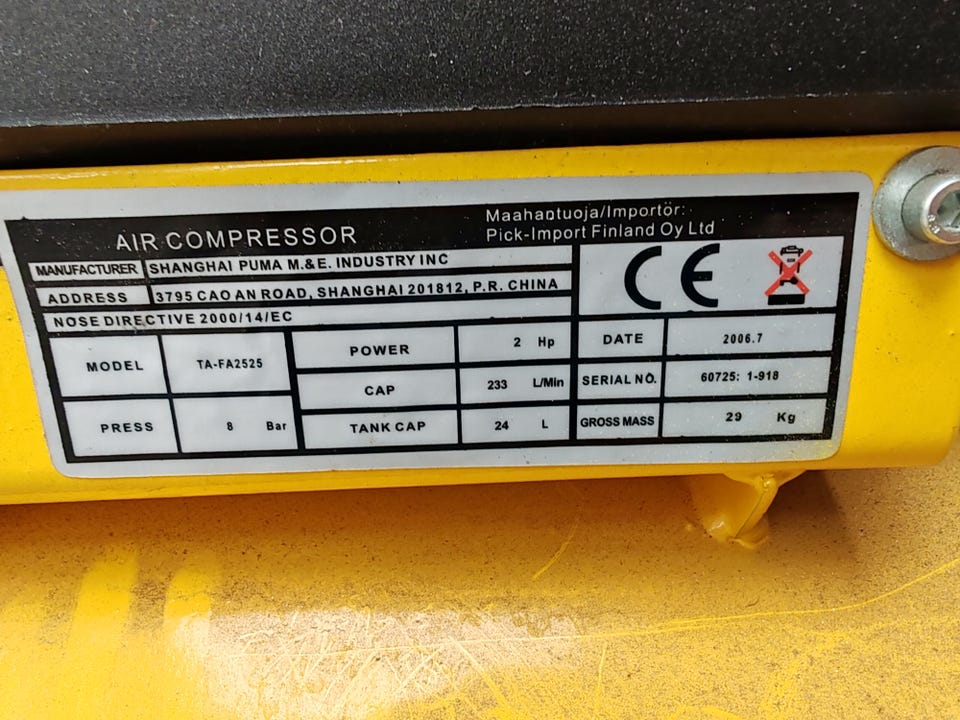 AIR COMPRESSOR
Maahantuoja/Importör:
Pick-Import Finland Oy Ltd
MANUFACTURER SHANGHAI PUMA M.&E. INDUSTRY INC
ADDRESS 3795 CAO AN ROAD, SHANGHAI 201812, P.R. CHINA
NOSE DIRECTIVE 2000/14/EC
CE
MODEL TA-FA2525
PRESS 8 Bar
POWER 2 Hp
CAP 233 L/Min
TANK CAP 24 L
DATE 2006.7
SERIAL NO. 60725: 1-918
GROSS MASS 29 Kg